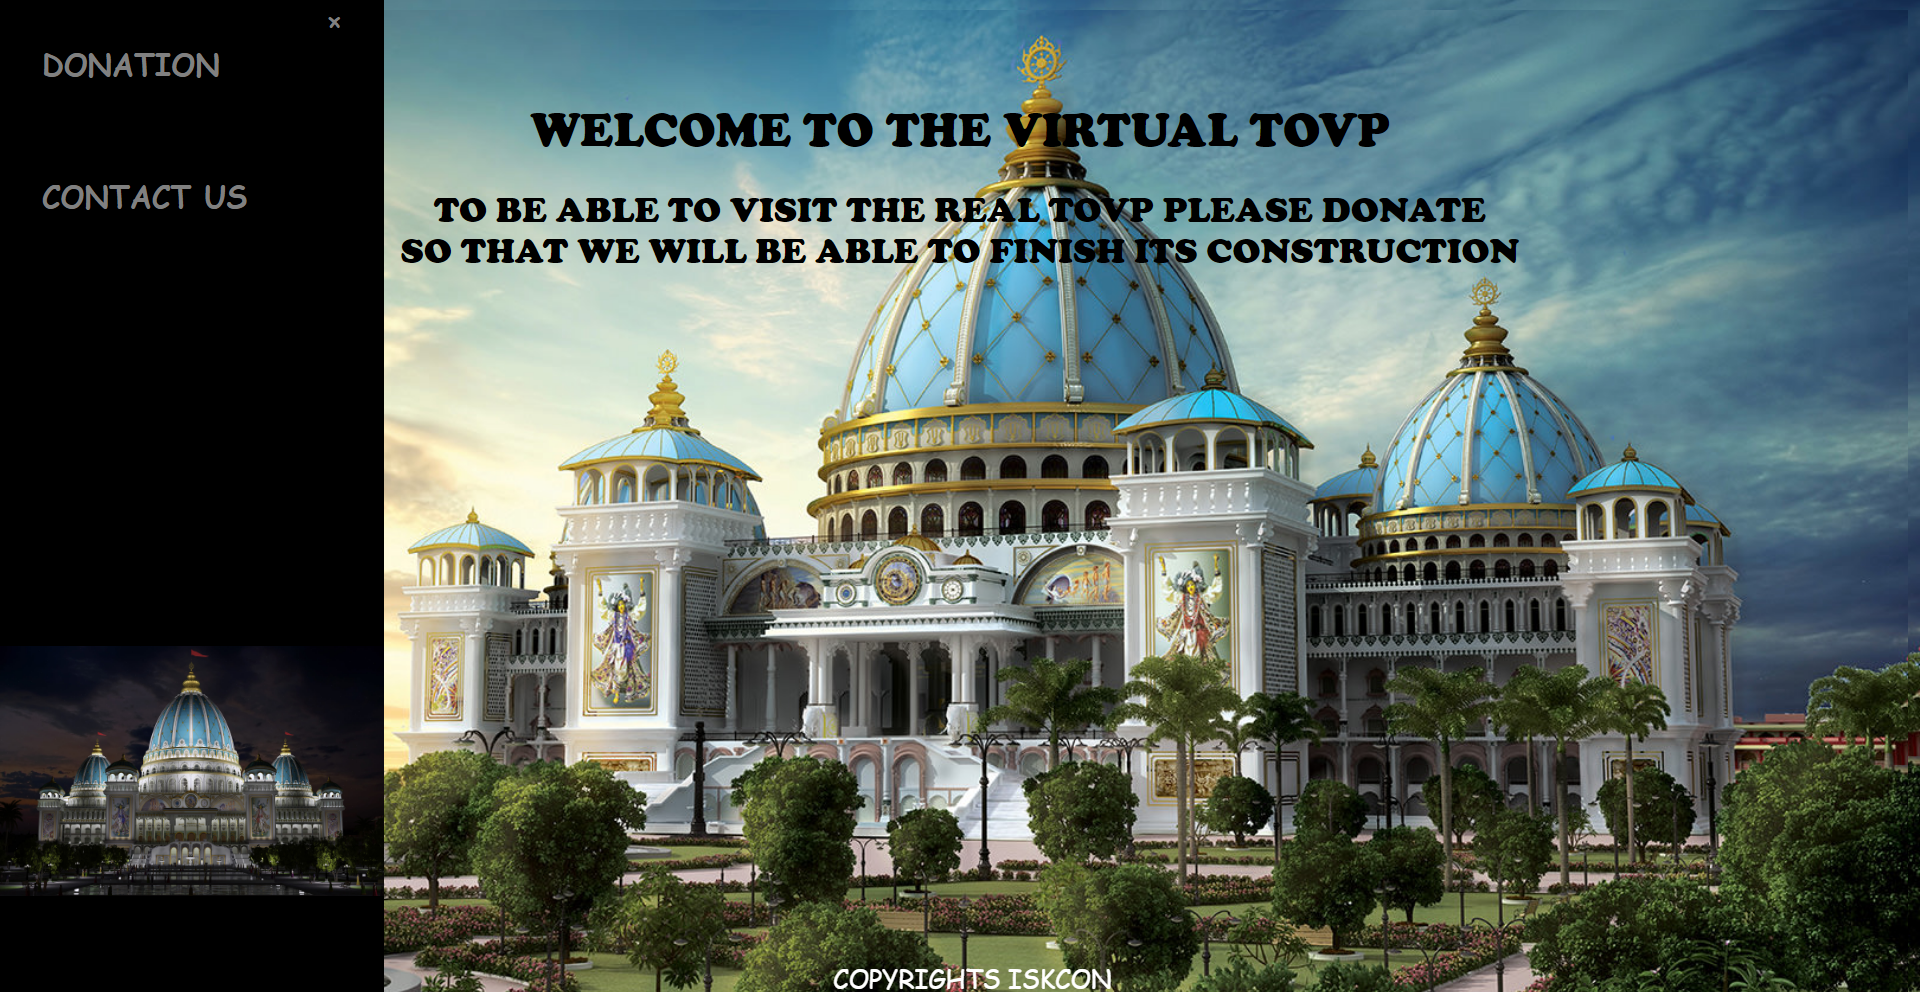 ×
DONATION
CONTACT US
WELCOME TO THE VIRTUAL TOVP
TO BE ABLE TO VISIT THE REAL TOVP PLEASE DONATE
SO THAT WE WILL BE ABLE TO FINISH ITS CONSTRUCTION
COPYRIGHTS ISKCON